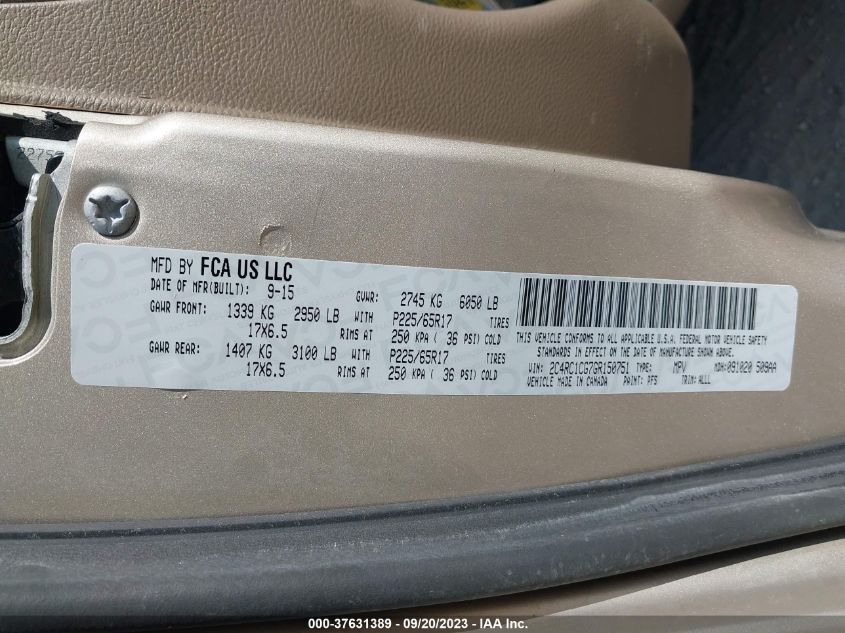 MFD BY FCA US LLC
DATE OF MFR(BUILT): 9-15 GVWR: 2745 KG 6050 LB
GAWR FRONT: 1339 KG 2950 LB WITH P225/65R17 TIRES
17X6.5 RIMS AT 250 KPA ( 36 PSI) COLD
GAWR REAR: 1407 KG 3100 LB WITH P225/65R17 TIRES
17X6.5 RIMS AT 250 KPA ( 36 PSI) COLD
THIS VEHICLE CONFORMS TO ALL APPLICABLE U.S.A. FEDERAL MOTOR VEHICLE SAFETY
STANDARDS IN EFFECT ON THE DATE OF MANUFACTURE SHOWN ABOVE.
VIN: 2C4RC1CG7GR150751 TYPE: MPV MDH: 091020 509AA
VEHICLE MADE IN CANADA PAINT: PFS TRIM: ALLL
000-37631389 - 09/20/2023 - IAA Inc.